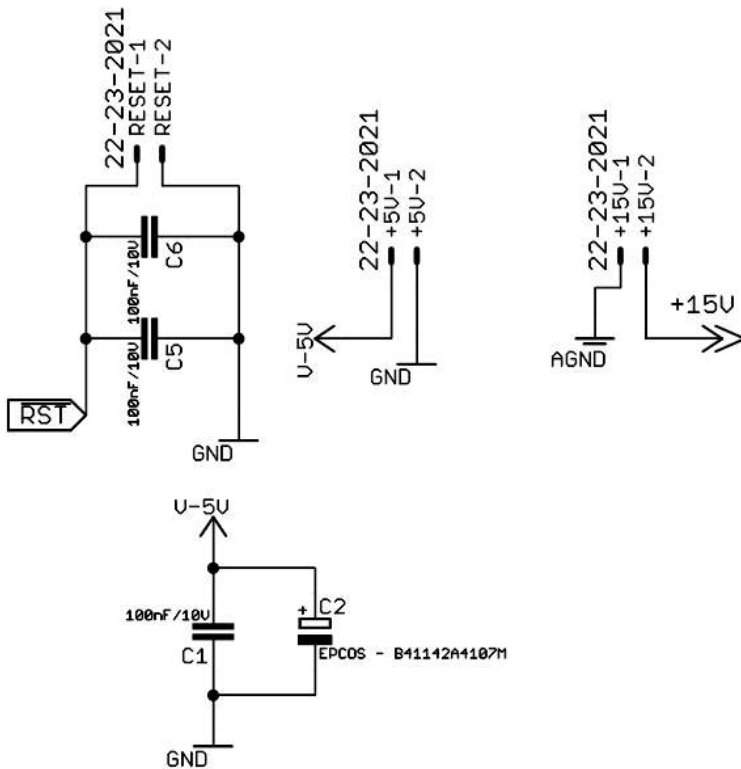 22-23-2021
RESET-1
RESET-2
100nF/10V
C6
100nF/10V
C5
RST
GND
22-23-2021
+5V-1
+5V-2
V-5V
GND
22-23-2021
+15V-1
+15V-2
AGND
+15V
V-5V
100nF/10V
C1
+
C2
EPCOS - B41142A4107M
GND